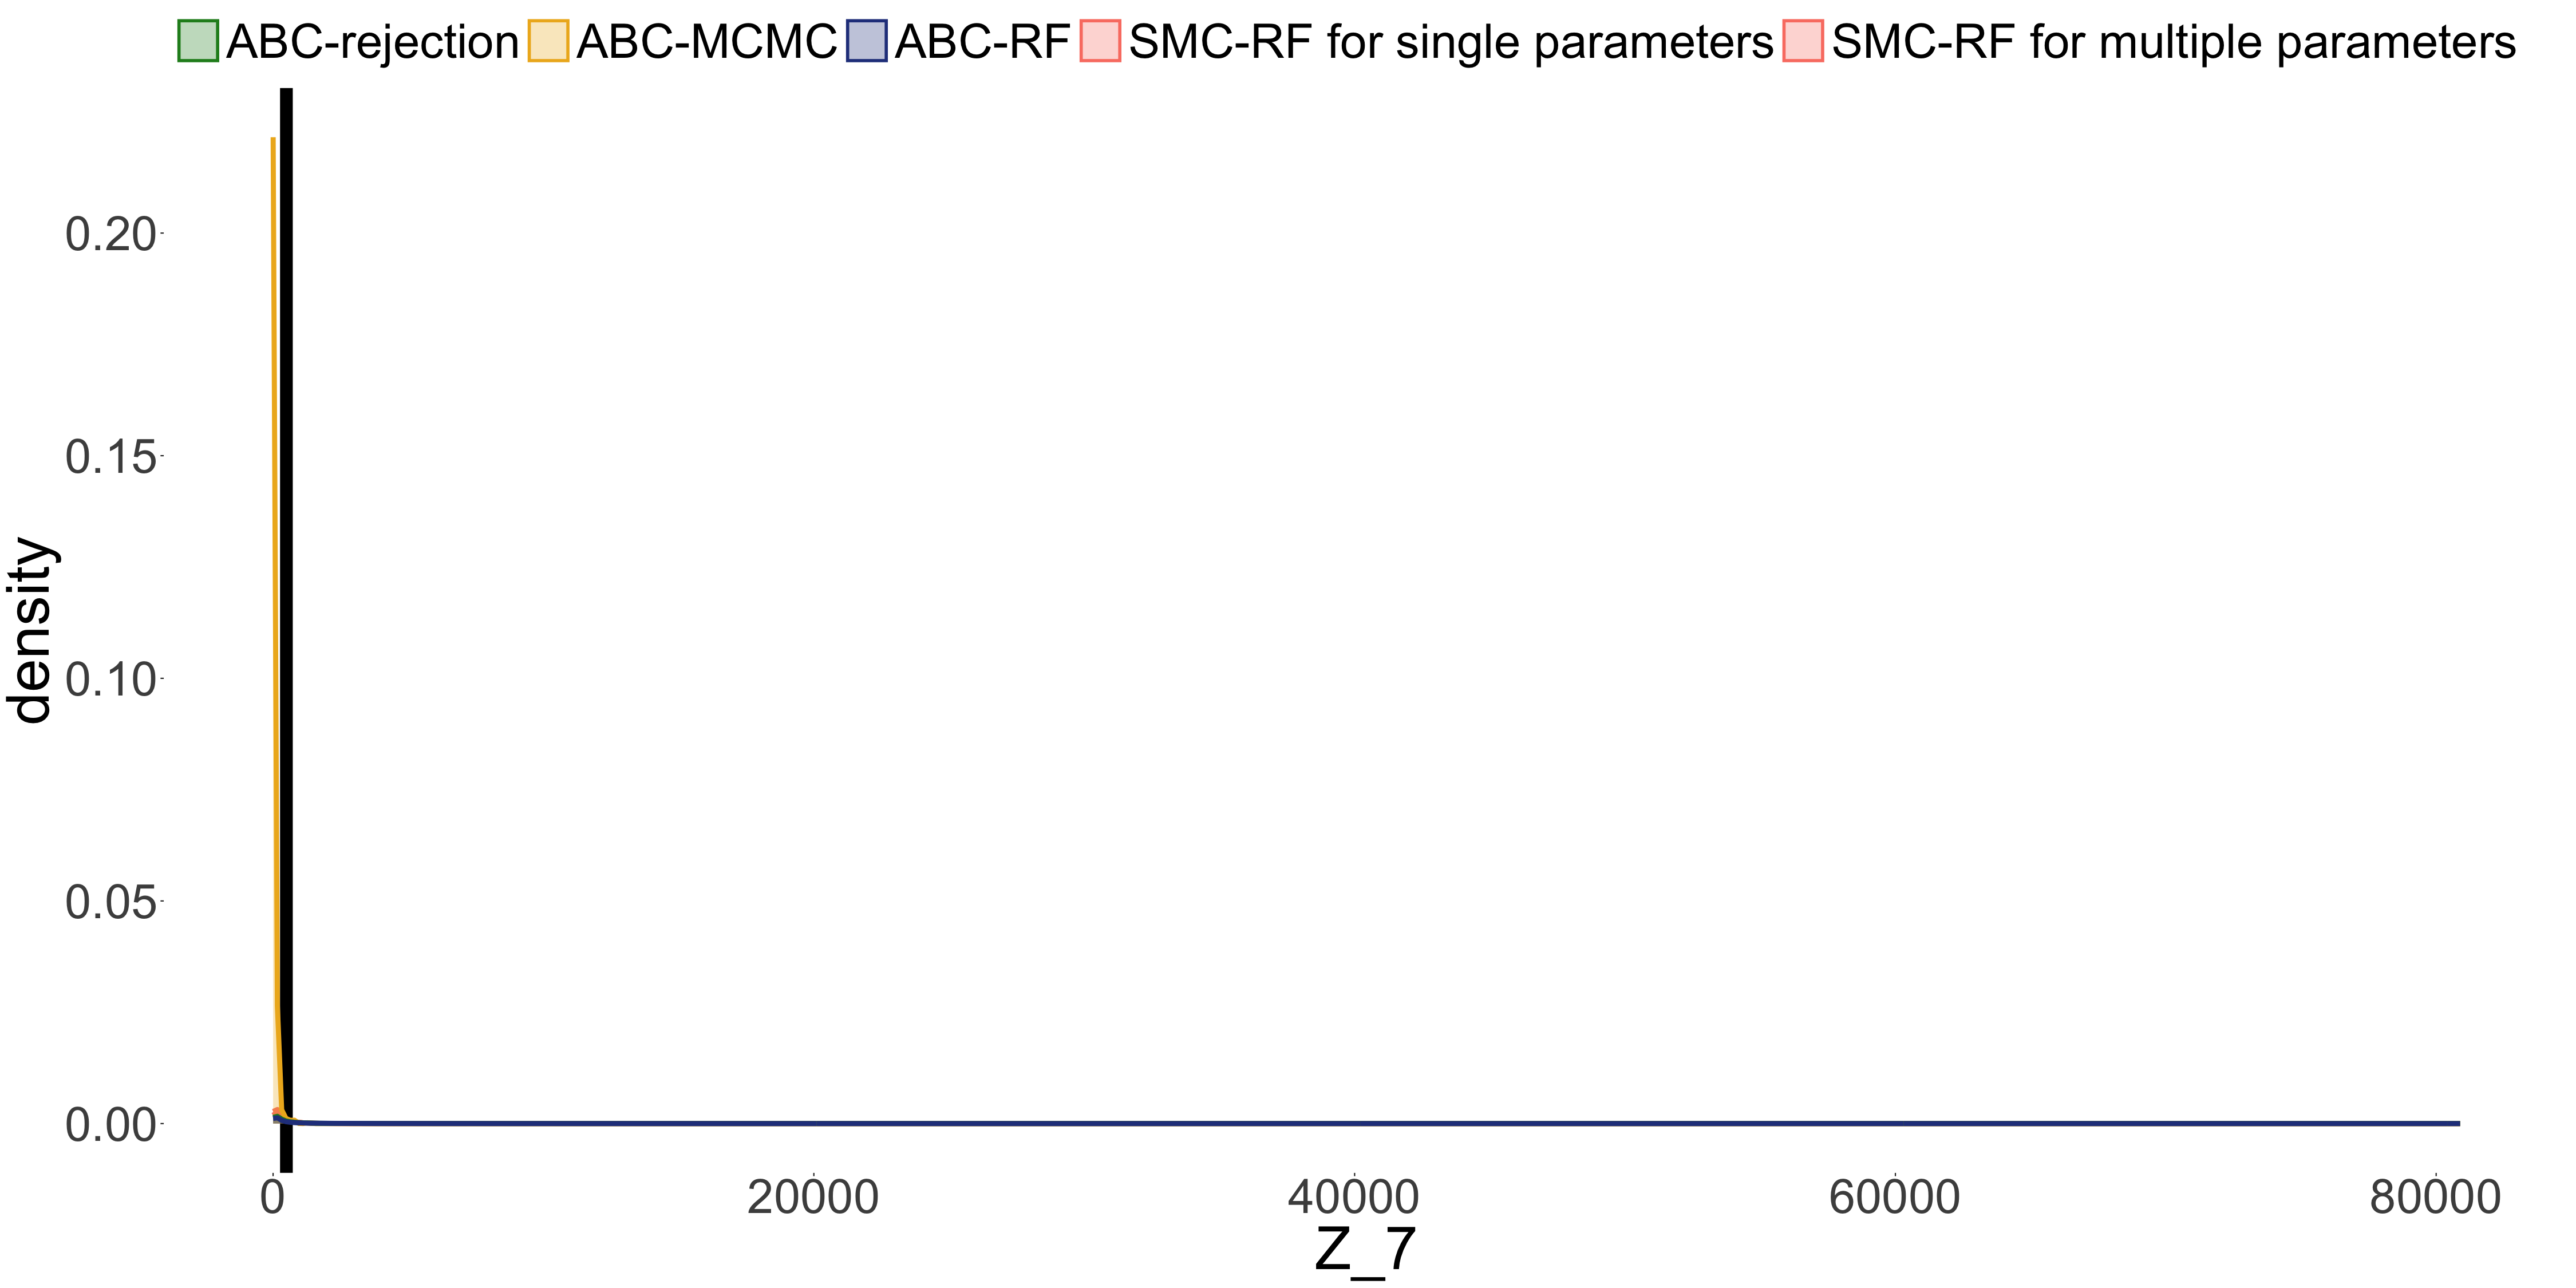 ABC-rejection ABC-MCMC ABC-RF SMC-RF for single parameters SMC-RF for multiple parameters
density
0.20
0.15
0.10
0.05
0.00
0 20000 40000 60000 80000
Z_7